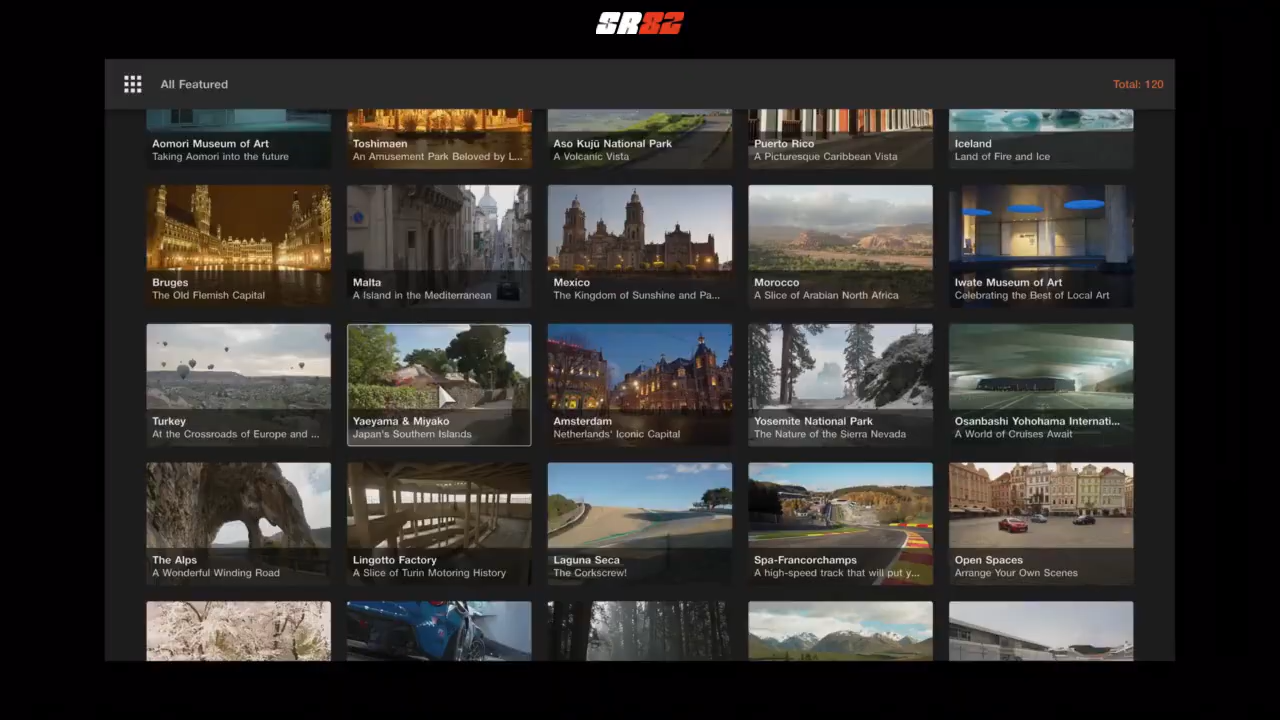 SR82
All Featured
Total: 120
Aomori Museum of Art
Taking Aomori into the future
Toshimaen
An Amusement Park Beloved by L...
Aso Kujū National Park
A Volcanic Vista
Puerto Rico
A Picturesque Caribbean Vista
Iceland
Land of Fire and Ice
Bruges
The Old Flemish Capital
Malta
A Island in the Mediterranean
Mexico
The Kingdom of Sunshine and Pa...
Morocco
A Slice of Arabian North Africa
Iwate Museum of Art
Celebrating the Best of Local Art
Turkey
At the Crossroads of Europe and ...
Yaeyama & Miyako
Japan's Southern Islands
Amsterdam
Netherlands' Iconic Capital
Yosemite National Park
The Nature of the Sierra Nevada
Osanbashi Yohohama Internati...
A World of Cruises Await
The Alps
A Wonderful Winding Road
Lingotto Factory
A Slice of Turin Motoring History
Laguna Seca
The Corkscrew!
Spa-Francorchamps
A high-speed track that will put y...
Open Spaces
Arrange Your Own Scenes